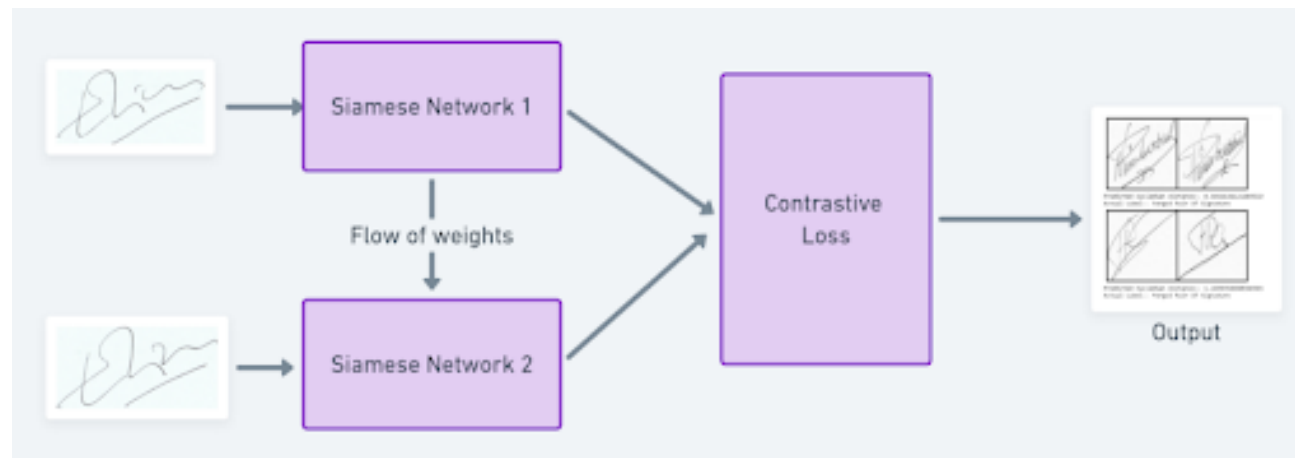 Siamese Network 1
Flow of weights
Siamese Network 2
Contrastive
Loss
Output